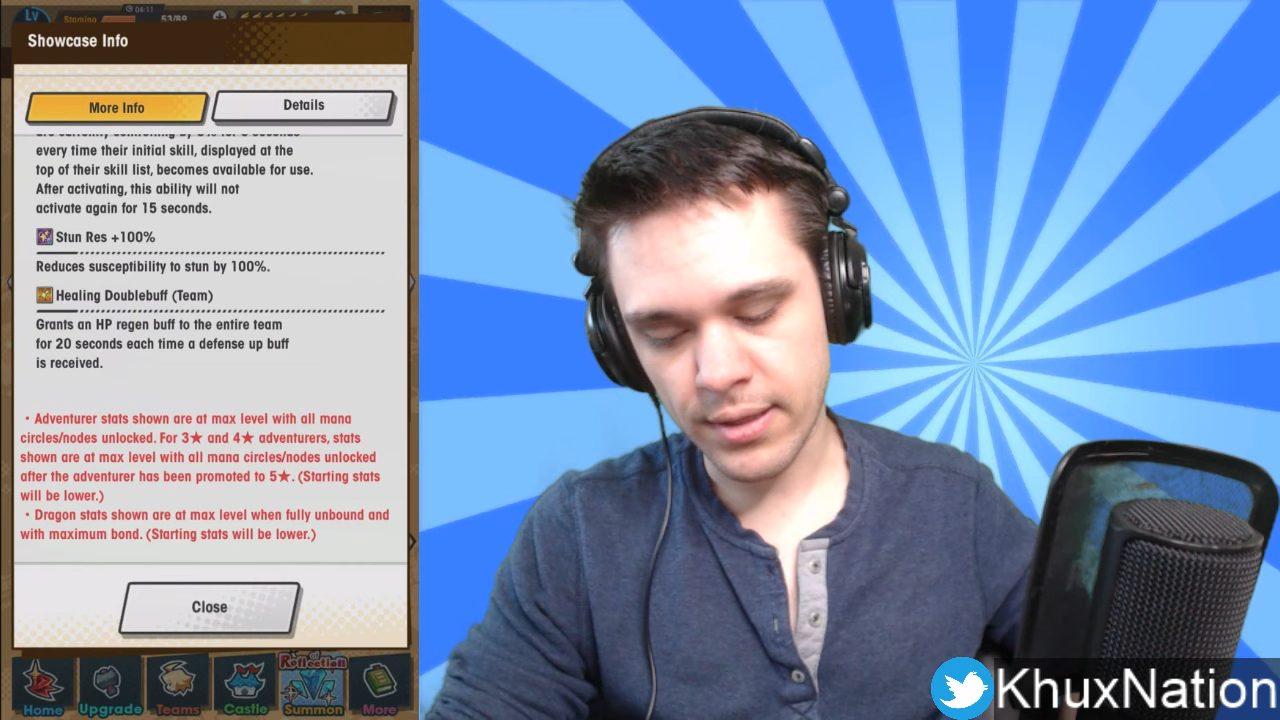 Lv
Stamina
06:11
53/99
Showcase Info
More Info
Details
every time their initial skill, displayed at the
top of their skill list, becomes available for use.
After activating, this ability will not
activate again for 15 seconds.
Stun Res +100%
Reduces susceptibility to stun by 100%.
Healing Doublebuff (Team)
Grants an HP regen buff to the entire team
for 20 seconds each time a defense up buff
is received.
• Adventurer stats shown are at max level with all mana
circles/nodes unlocked. For 3★ and 4★ adventurers, stats
shown are at max level with all mana circles/nodes unlocked
after the adventurer has been promoted to 5★. (Starting stats
will be lower.)
• Dragon stats shown are at max level when fully unbound and
with maximum bond. (Starting stats will be lower.)
Close
Reflection
Home
Upgrade
Teams
Castle
Summon
More
KhuxNation